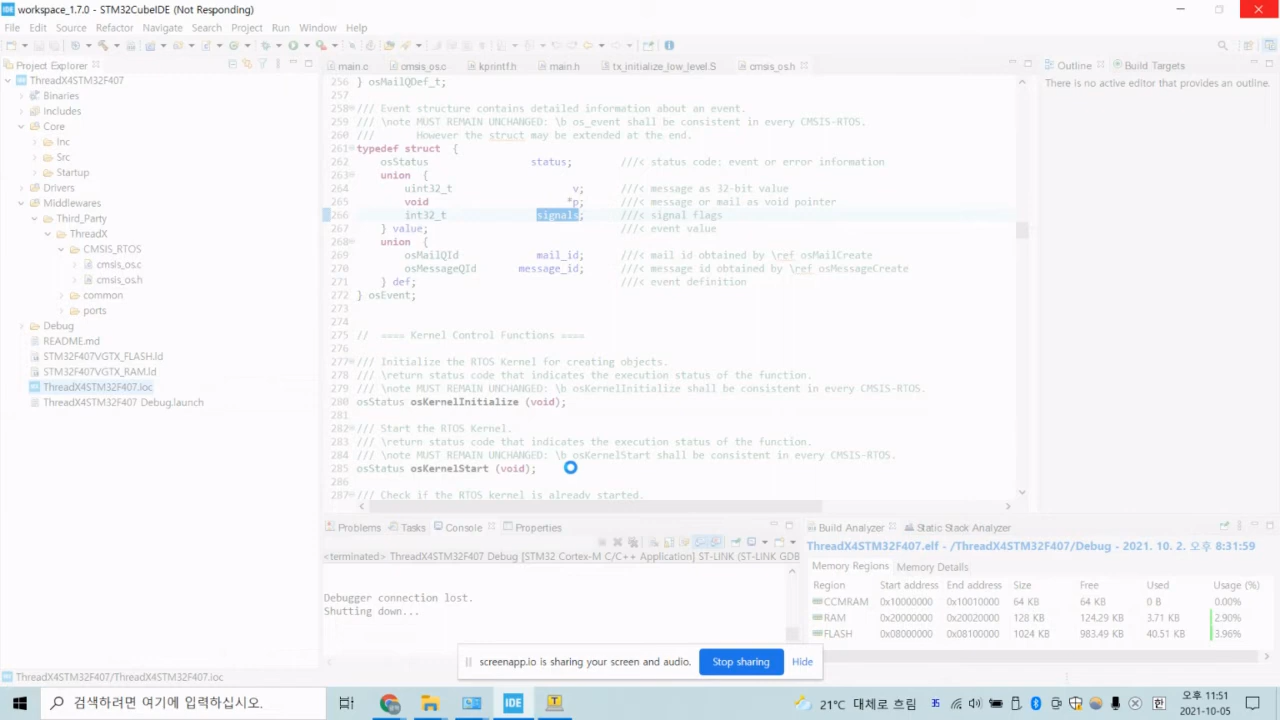 workspace_1.7.0 - STM32CubeIDE (Not Responding)
File Edit Source Refactor Navigate Search Project Run Window Help
Project Explorer
ThreadX4STM32F407
Binaries
Includes
Core
Inc
Src
Startup
Drivers
Middlewares
Third_Party
ThreadX
CMSIS_RTOS
cmsis_os.c
cmsis_os.h
common
ports
Debug
README.md
STM32F407VGTX_FLASH.ld
STM32F407VGTX_RAM.ld
ThreadX4STM32F407.ioc
ThreadX4STM32F407 Debug.launch
main.c cmsis_os.c kprintf.h main.h tx_initialize_low_level.S cmsis_os.h
256 } osMailQDef_t;
257
258 /// Event structure contains detailed information about an event.
259 /// \note MUST REMAIN UNCHANGED: \b os_event shall be consistent in every CMSIS-RTOS.
260 /// However the struct may be extended at the end.
261 typedef struct {
262 osStatus status; ///< status code: event or error information
263 union {
264 uint32_t v; ///< message as 32-bit value
265 void *p; ///< message or mail as void pointer
266 int32_t signals; ///< signal flags
267 } value; ///< event value
268 union {
269 osMailQId mail_id; ///< mail id obtained by \ref osMailCreate
270 osMessageQId message_id; ///< message id obtained by \ref osMessageCreate
271 } def; ///< event definition
272 } osEvent;
273
274
275 // ==== Kernel Control Functions ====
276
277 /// Initialize the RTOS Kernel for creating objects.
278 /// \return status code that indicates the execution status of the function.
279 /// \note MUST REMAIN UNCHANGED: \b osKernelInitialize shall be consistent in every CMSIS-RTOS.
280 osStatus osKernelInitialize (void);
281
282 /// Start the RTOS Kernel.
283 /// \return status code that indicates the execution status of the function.
284 /// \note MUST REMAIN UNCHANGED: \b osKernelStart shall be consistent in every CMSIS-RTOS.
285 osStatus osKernelStart (void);
286
287 /// Check if the RTOS kernel is already started.
Outline Build Targets
There is no active editor that provides an outline.
Problems Tasks Console Properties
<terminated> ThreadX4STM32F407 Debug [STM32 Cortex-M C/C++ Application] ST-LINK (ST-LINK GDB
Debugger connection lost.
Shutting down...
Build Analyzer Static Stack Analyzer
ThreadX4STM32F407.elf - /ThreadX4STM32F407/Debug - 2021. 10. 2. 오후 8:31:59
Memory Regions Memory Details
Region Start address End address Size Free Used Usage (%)
CCMRAM 0x10000000 0x10010000 64 KB 64 KB 0 B 0.00%
RAM 0x20000000 0x20020000 128 KB 124.29 KB 3.71 KB 2.90%
FLASH 0x08000000 0x08100000 1024 KB 983.49 KB 40.51 KB 3.96%
screenapp.io is sharing your screen and audio. Stop sharing Hide
ThreadX4STM32F407/ThreadX4STM32F407.ioc
검색하려면 여기에 입력하십시오.
IDE
21°C 대체로 흐림
오후 11:51
2021-10-05